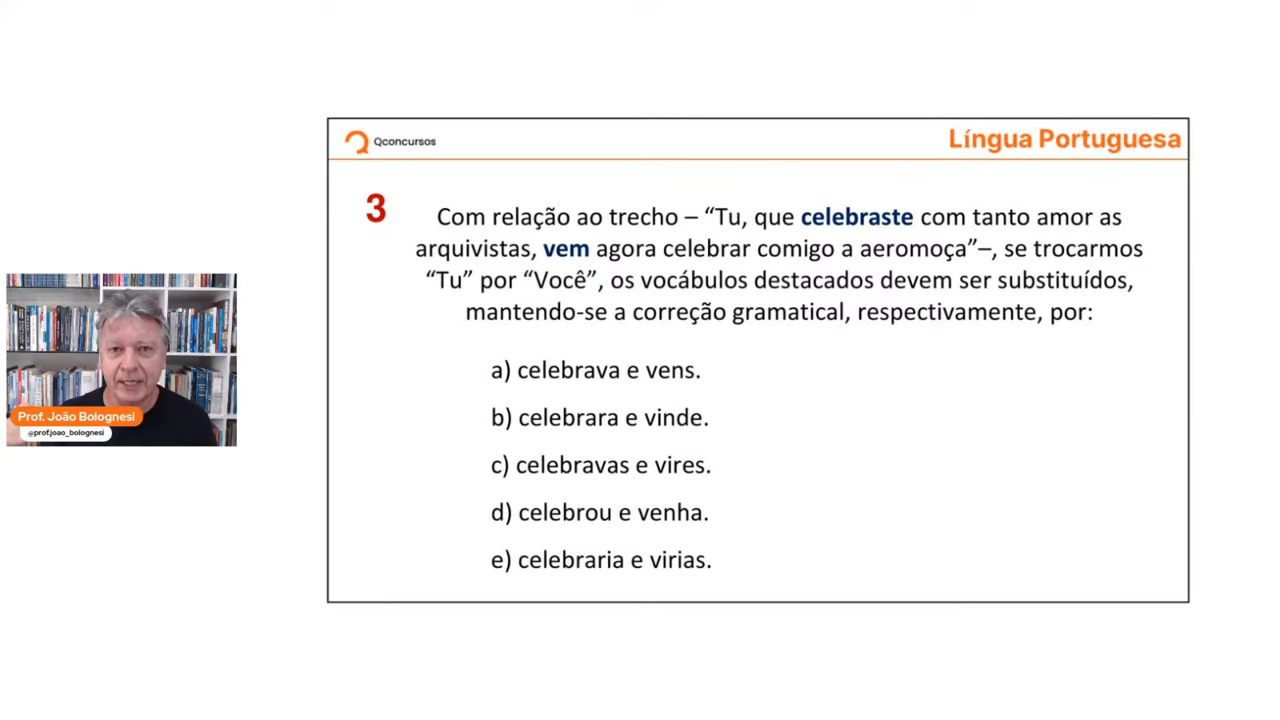 Qconcursos
Língua Portuguesa
3
Com relação ao trecho – “Tu, que celebraste com tanto amor as
arquivistas, vem agora celebrar comigo a aeromoça”–, se trocarmos
“Tu” por “Você”, os vocábulos destacados devem ser substituídos,
mantendo-se a correção gramatical, respectivamente, por:
a) celebrava e vens.
b) celebrara e vinde.
c) celebravas e vires.
d) celebrou e venha.
e) celebraria e virias.
Prof. João Bolognesi
@prof.joao_bolognesi